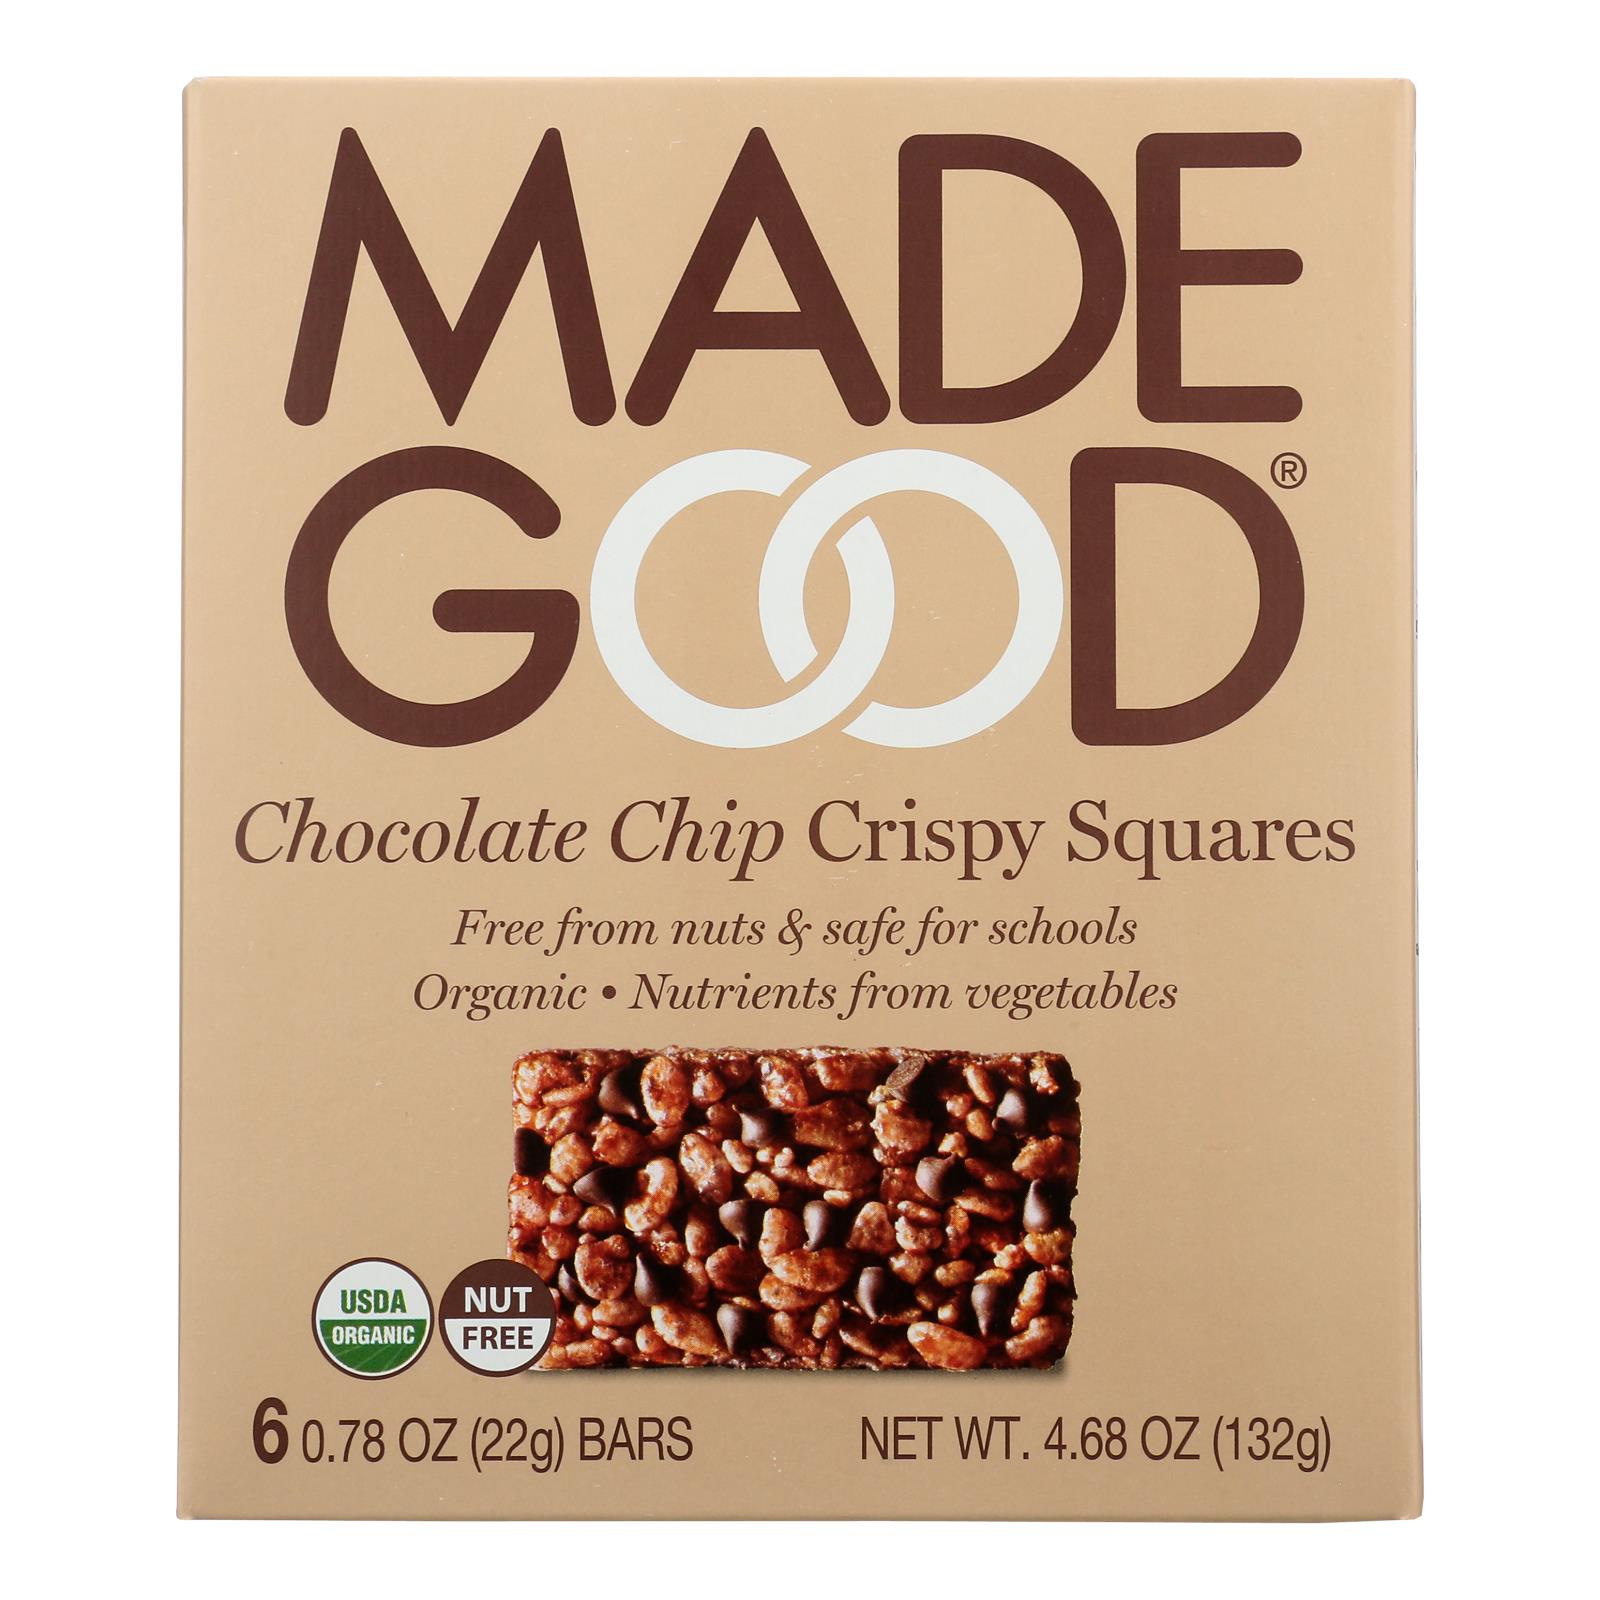 MADE
GOOD®
Chocolate Chip Crispy Squares
Free from nuts & safe for schools
Organic • Nutrients from vegetables
USDA
ORGANIC
NUT
FREE
6 0.78 OZ (22g) BARS
NET WT. 4.68 OZ (132g)